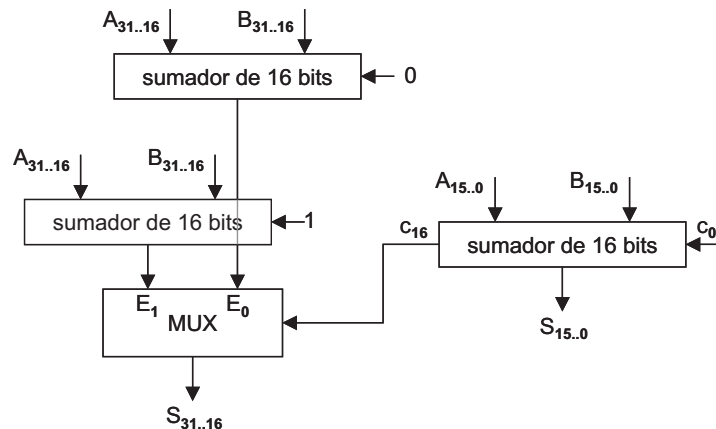 A31..16 B31..16
sumador de 16 bits
0
A31..16 B31..16
sumador de 16 bits
1
A15..0 B15..0
C16
sumador de 16 bits
C0
E1 E0
MUX
S15..0
S31..16